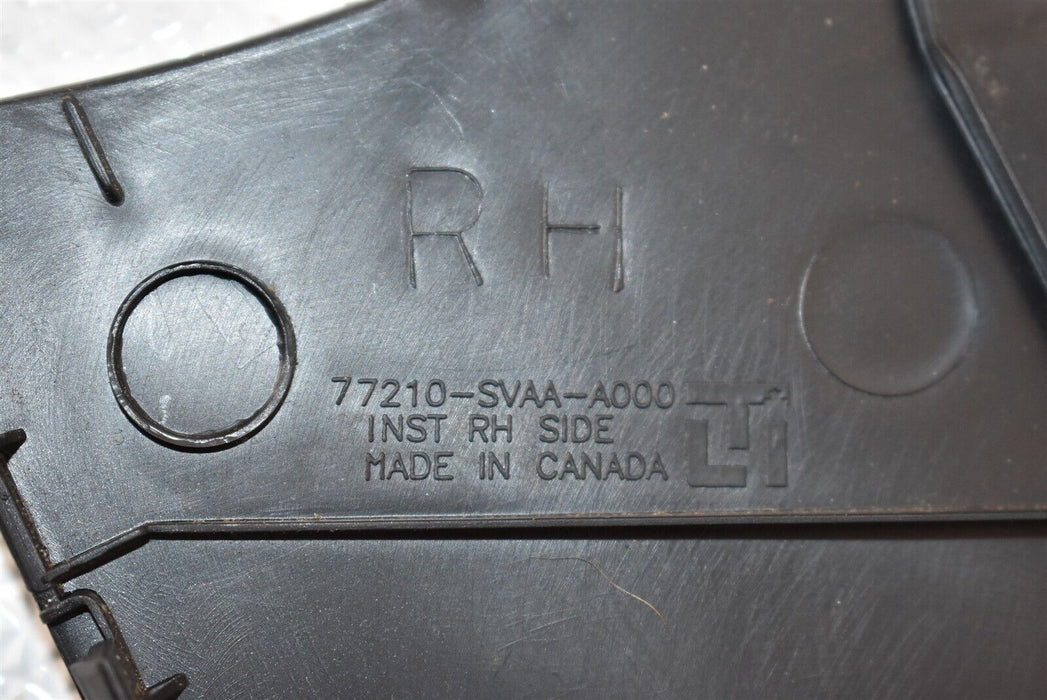 RH
77210-SVAA-A000
INST RH SIDE
MADE IN CANADA